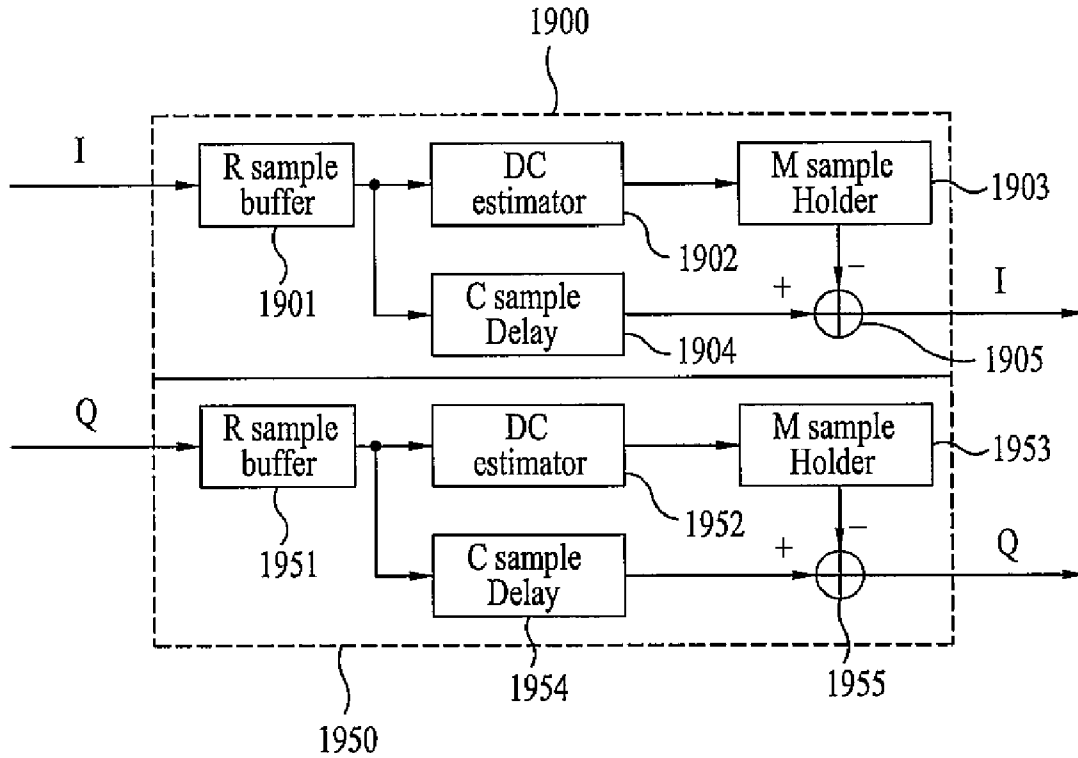 1900
I
R sample
buffer
DC
estimator
M sample
Holder
1903
1901
1902
C sample
Delay
−
+
I
1904
1905
Q
R sample
buffer
DC
estimator
M sample
Holder
1953
1951
1952
C sample
Delay
−
+
Q
1954
1955
1950